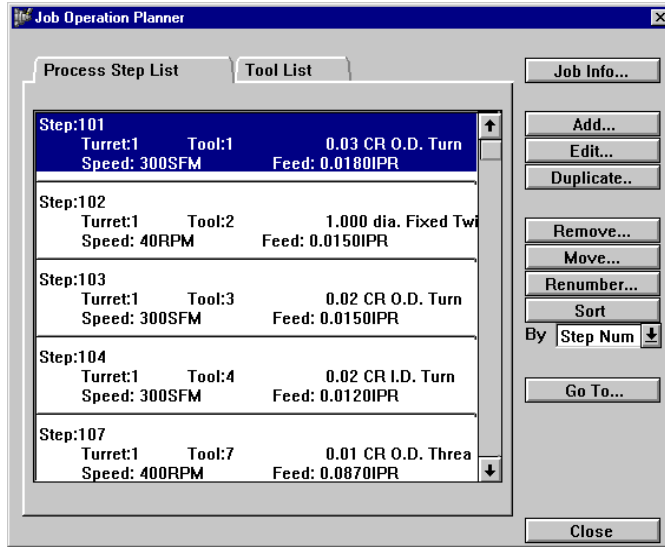 Job Operation Planner
Process Step List
Tool List
Job Info...
Step:101
Turret:1 Tool:1 0.03 CR O.D. Turn
Speed: 300SFM Feed: 0.0180IPR
Step:102
Turret:1 Tool:2 1.000 dia. Fixed Twi
Speed: 40RPM Feed: 0.0150IPR
Step:103
Turret:1 Tool:3 0.02 CR O.D. Turn
Speed: 300SFM Feed: 0.0150IPR
Step:104
Turret:1 Tool:4 0.02 CR I.D. Turn
Speed: 300SFM Feed: 0.0120IPR
Step:107
Turret:1 Tool:7 0.01 CR O.D. Threa
Speed: 400RPM Feed: 0.0870IPR
Add...
Edit...
Duplicate..
Remove...
Move...
Renumber...
Sort
By Step Num
Go To...
Close